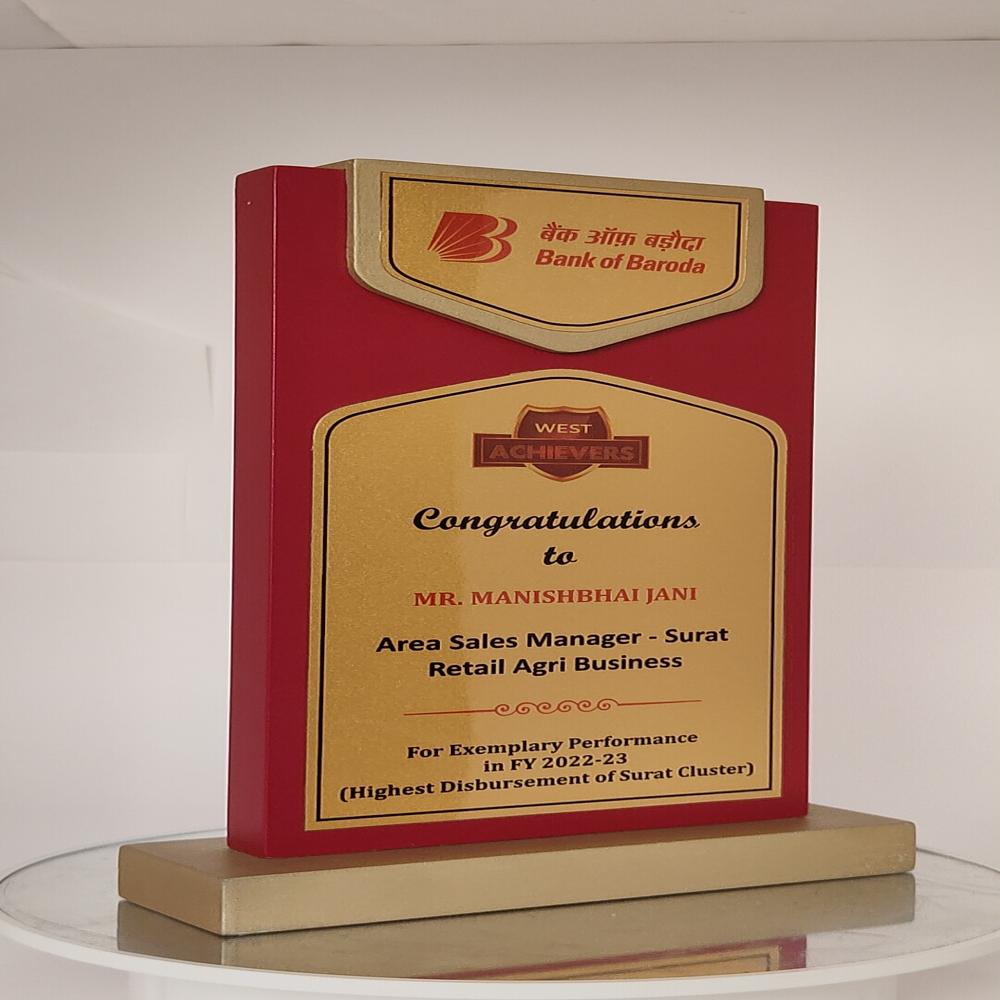 बैंक ऑफ़ बड़ौदा
Bank of Baroda
WEST
ACHIEVERS
Congratulations
to
MR. MANISHBHAI JANI
Area Sales Manager - Surat
Retail Agri Business
For Exemplary Performance
in FY 2022-23
(Highest Disbursement of Surat Cluster)